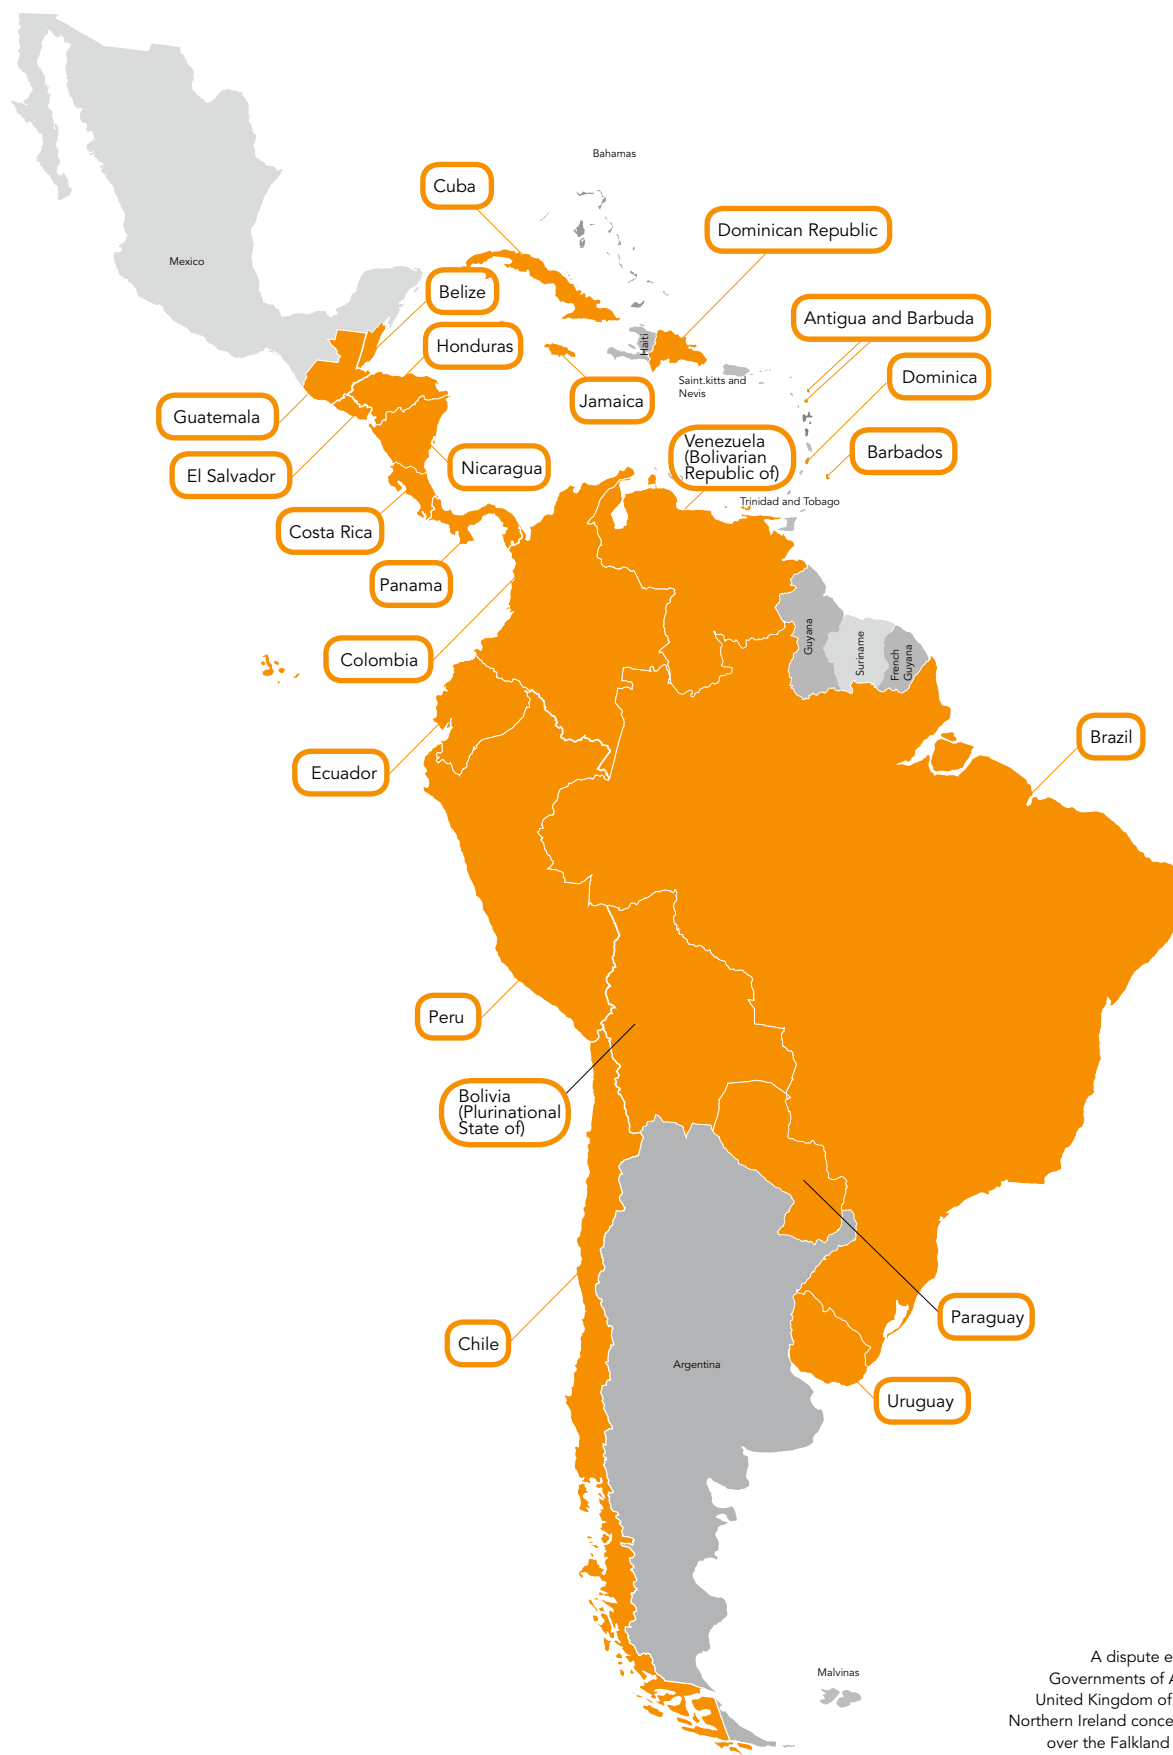 Bahamas
Cuba
Dominican Republic
Mexico
Belize
Antigua and Barbuda
Honduras
Haiti
Dominica
Saint.kitts and
Nevis
Jamaica
Guatemala
Venezuela
(Bolivarian
Republic of)
Barbados
Nicaragua
El Salvador
Trinidad and Tobago
Costa Rica
Panama
Guyana
Suriname
French
Guyana
Colombia
Brazil
Ecuador
Peru
Bolivia
(Plurinational
State of)
Paraguay
Chile
Argentina
Uruguay
Malvinas
A dispute e
Governments of
United Kingdom of
Northern Ireland conce
over the Falkland